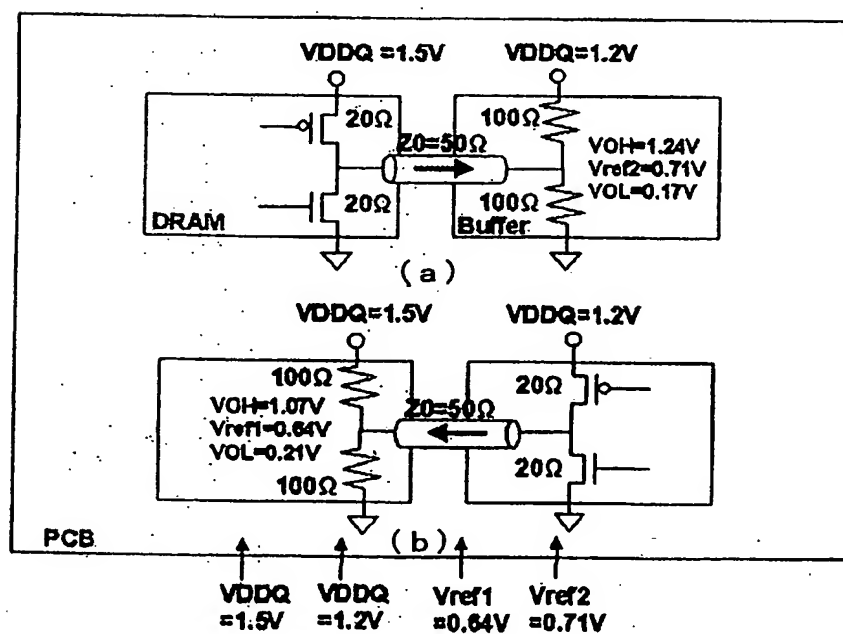 VDDQ =1.5V VDDQ=1.2V
20Ω 100Ω
Z0=50Ω
VOH=1.24V
Vref2=0.71V
VOL=0.17V
20Ω 100Ω
DRAM Buffer
(a)
VDDQ=1.5V VDDQ=1.2V
100Ω 20Ω
VOH=1.07V
Z0=50Ω
Vref1=0.64V
VOL=0.21V
20Ω
100Ω
PCB (b)
VDDQ VDDQ Vref1 Vref2
=1.5V =1.2V =0.64V =0.71V